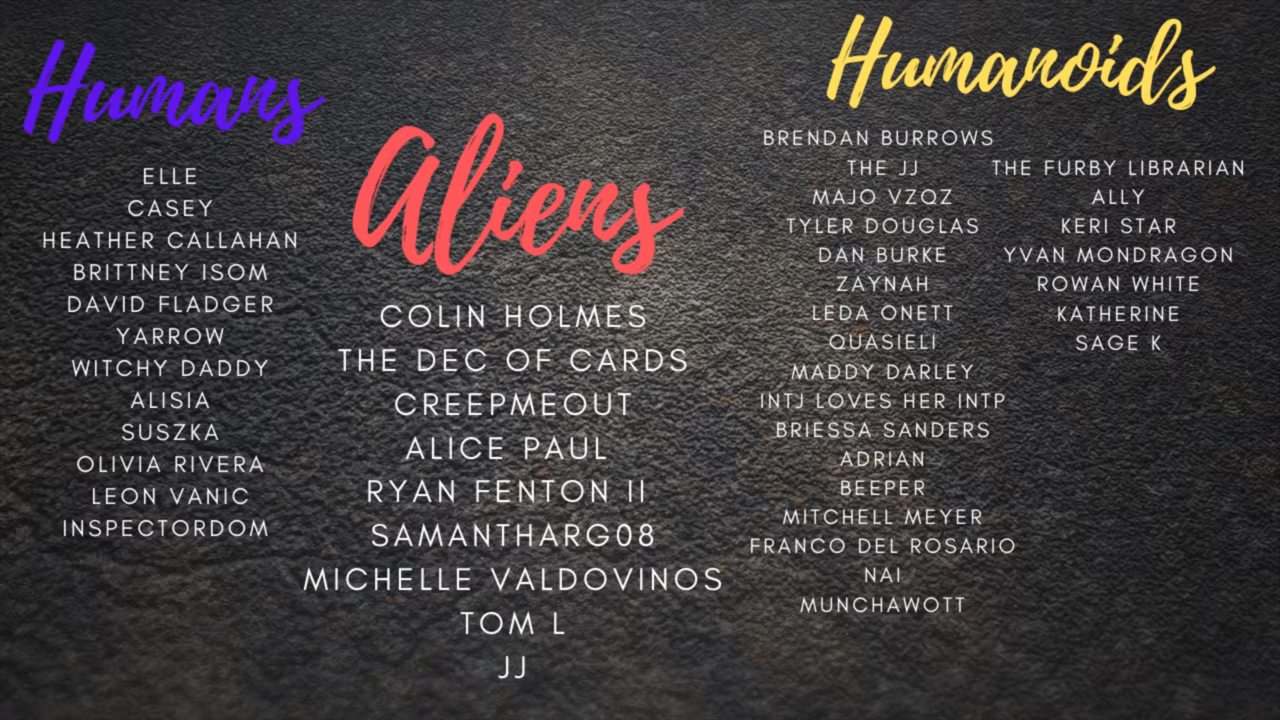 Humans
ELLE
CASEY
HEATHER CALLAHAN
BRITTNEY ISOM
DAVID FLADGER
YARROW
WITCHY DADDY
ALISIA
SUSZKA
OLIVIA RIVERA
LEON VANIC
INSPECTORDOM
Aliens
COLIN HOLMES
THE DEC OF CARDS
CREEPMEOUT
ALICE PAUL
RYAN FENTON II
SAMANTHARG08
MICHELLE VALDOVINOS
TOM L
JJ
Humanoids
BRENDAN BURROWS
THE JJ
MAJO VZQZ
TYLER DOUGLAS
DAN BURKE
ZAYNAH
LEDA ONETT
QUASIELI
MADDY DARLEY
INTJ LOVES HER INTP
BRIESSA SANDERS
ADRIAN
BEEPER
MITCHELL MEYER
FRANCO DEL ROSARIO
NAI
MUNCHAWOTT
THE FURBY LIBRARIAN
ALLY
KERI STAR
YVAN MONDRAGON
ROWAN WHITE
KATHERINE
SAGE K